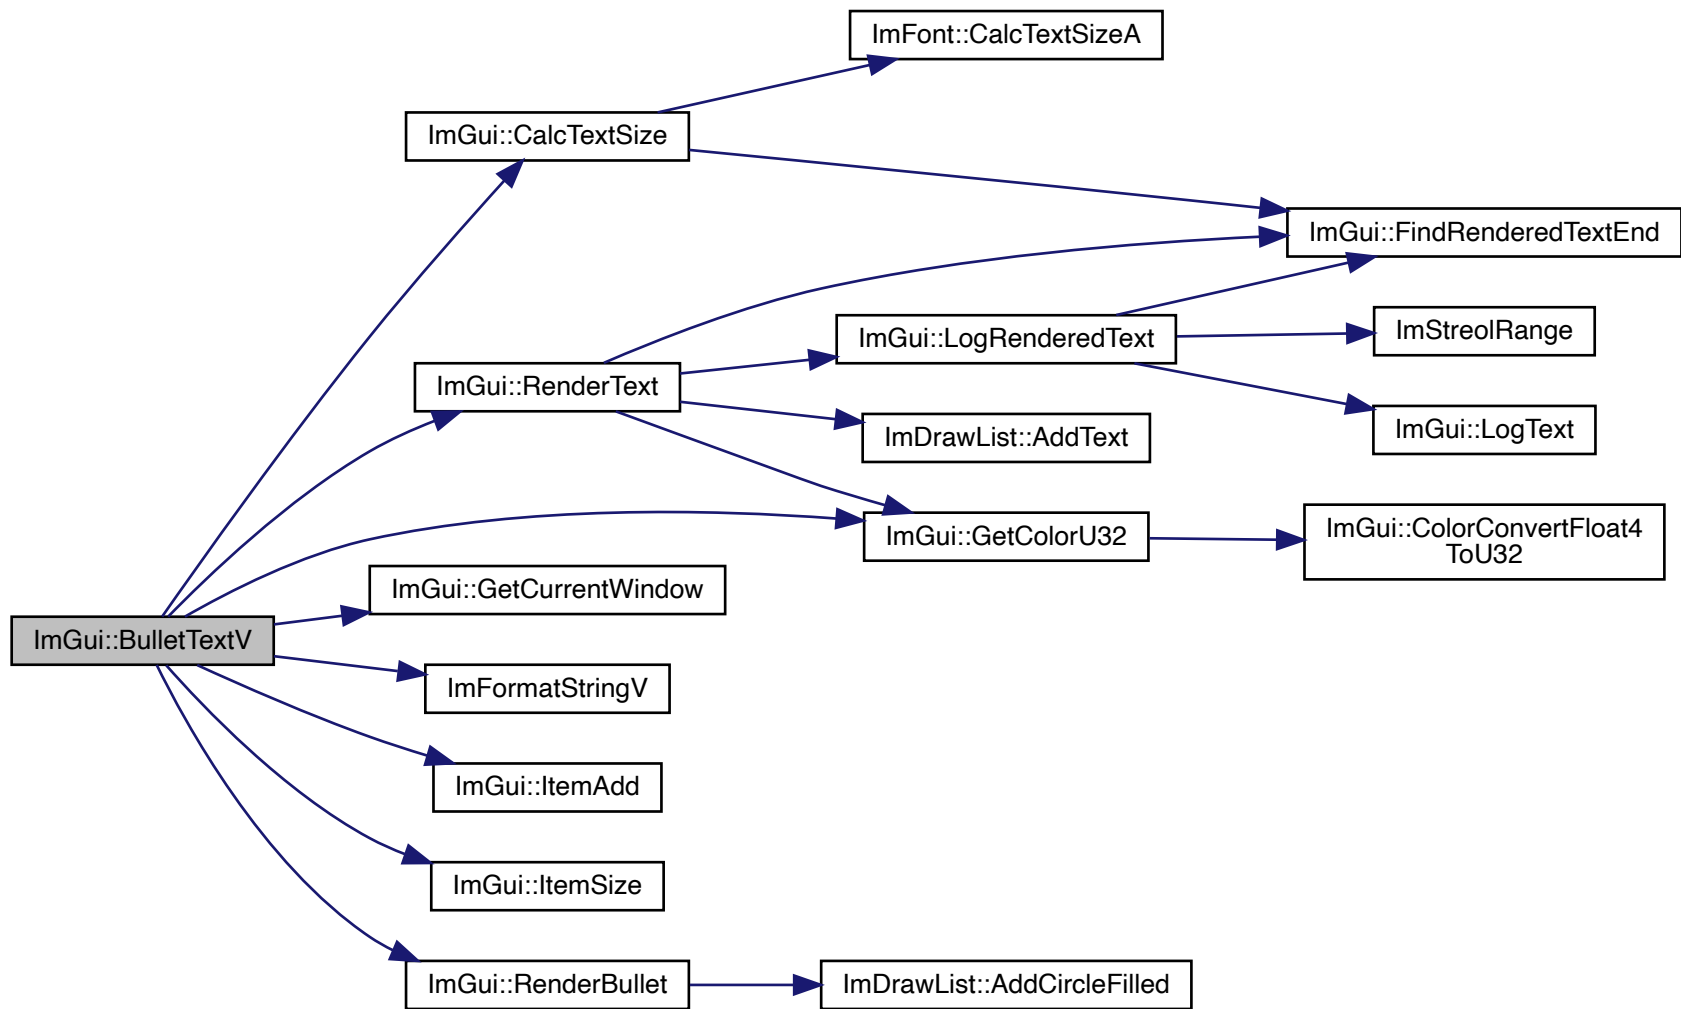 ImFont::CalcTextSizeA
ImGui::CalcTextSize
ImGui::FindRenderedTextEnd
ImGui::LogRenderedText
ImStreolRange
ImGui::RenderText
ImDrawList::AddText
ImGui::LogText
ImGui::GetColorU32
ImGui::ColorConvertFloat4
ToU32
ImGui::GetCurrentWindow
ImGui::BulletTextV
ImFormatStringV
ImGui::ItemAdd
ImGui::ItemSize
ImGui::RenderBullet
ImDrawList::AddCircleFilled